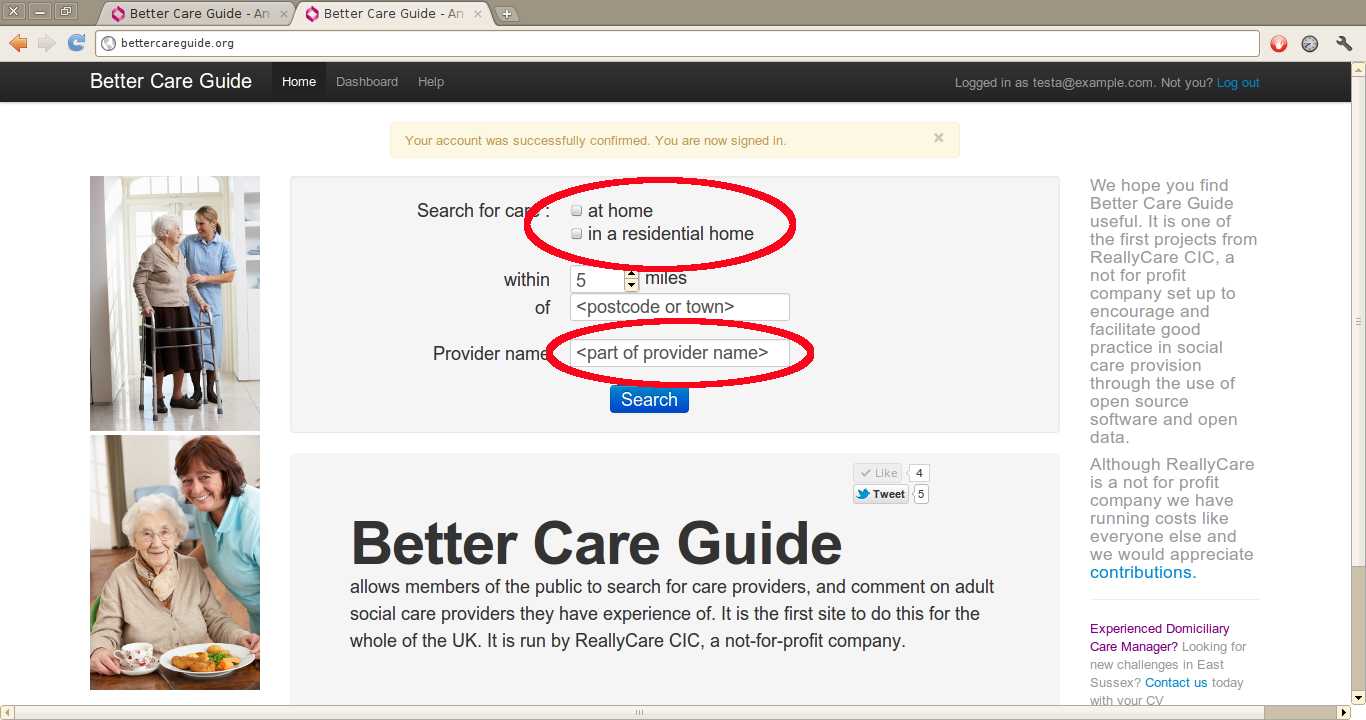 Better Care Guide - An
Better Care Guide - An
bettercareguide.org
Better Care Guide Home Dashboard Help Logged in as testa@example.com. Not you? Log out
Your account was successfully confirmed. You are now signed in. ×
Search for care : at home
in a residential home
within 5 miles
of <postcode or town>
Provider name <part of provider name>
Search
Like 4
Tweet 5
Better Care Guide
allows members of the public to search for care providers, and comment on adult
social care providers they have experience of. It is the first site to do this for the
whole of the UK. It is run by ReallyCare CIC, a not-for-profit company.
We hope you find
Better Care Guide
useful. It is one of
the first projects from
ReallyCare CIC, a
not for profit
company set up to
encourage and
facilitate good
practice in social
care provision
through the use of
open source
software and open
data.
Although ReallyCare
is a not for profit
company we have
running costs like
everyone else and
we would appreciate
contributions.
Experienced Domiciliary
Care Manager? Looking for
new challenges in East
Sussex? Contact us today
with your CV